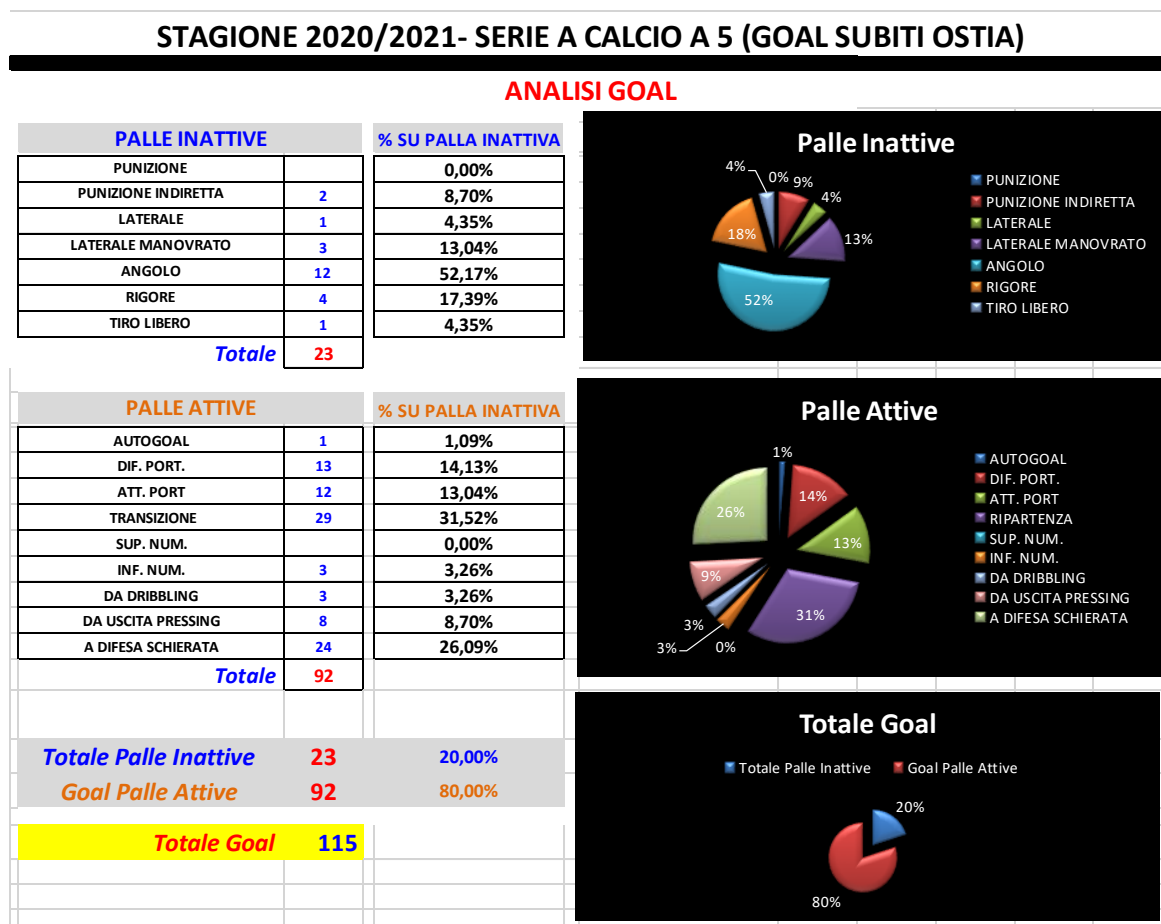 STAGIONE 2020/2021- SERIE A CALCIO A 5 (GOAL SUBITI OSTIA)
ANALISI GOAL
PALLE INATTIVE % SU PALLA INATTIVA
PUNIZIONE 0,00%
PUNIZIONE INDIRETTA 2 8,70%
LATERALE 1 4,35%
LATERALE MANOVRATO 3 13,04%
ANGOLO 12 52,17%
RIGORE 4 17,39%
TIRO LIBERO 1 4,35%
Totale 23
Palle Inattive
4% 0% 9% 4% 13% 52% 18%
PUNIZIONE
PUNIZIONE INDIRETTA
LATERALE
LATERALE MANOVRATO
ANGOLO
RIGORE
TIRO LIBERO
PALLE ATTIVE % SU PALLA INATTIVA
AUTOGOAL 1 1,09%
DIF. PORT. 13 14,13%
ATT. PORT 12 13,04%
TRANSIZIONE 29 31,52%
SUP. NUM. 0,00%
INF. NUM. 3 3,26%
DA DRIBBLING 3 3,26%
DA USCITA PRESSING 8 8,70%
A DIFESA SCHIERATA 24 26,09%
Totale 92
Palle Attive
1% 14% 13% 31% 0% 3% 3% 9% 26%
AUTOGOAL
DIF. PORT.
ATT. PORT
RIPARTENZA
SUP. NUM.
INF. NUM.
DA DRIBBLING
DA USCITA PRESSING
A DIFESA SCHIERATA
Totale Palle Inattive 23 20,00%
Goal Palle Attive 92 80,00%
Totale Goal 115
Totale Goal
Totale Palle Inattive Goal Palle Attive
20%
80%